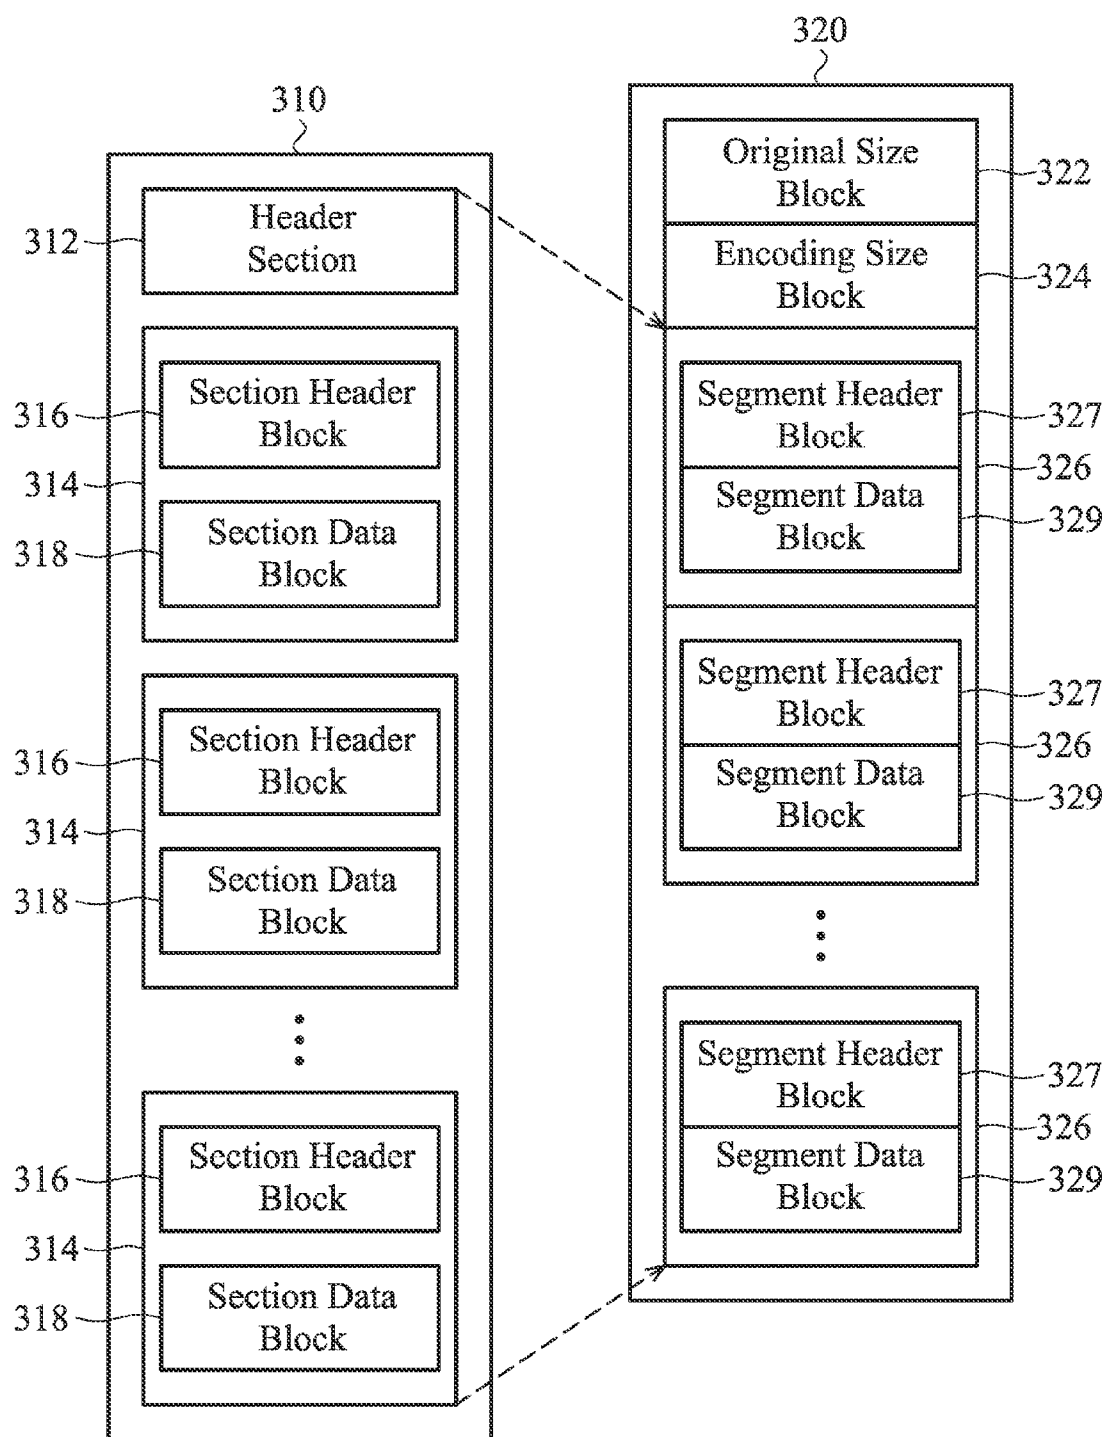 310
312
Header
Section
316
Section Header
Block
314
318
Section Data
Block
316
Section Header
Block
314
318
Section Data
Block
316
Section Header
Block
314
318
Section Data
Block
320
Original Size
Block
322
Encoding Size
Block
324
Segment Header
Block
327
326
Segment Data
Block
329
Segment Header
Block
327
326
Segment Data
Block
329
Segment Header
Block
327
326
Segment Data
Block
329